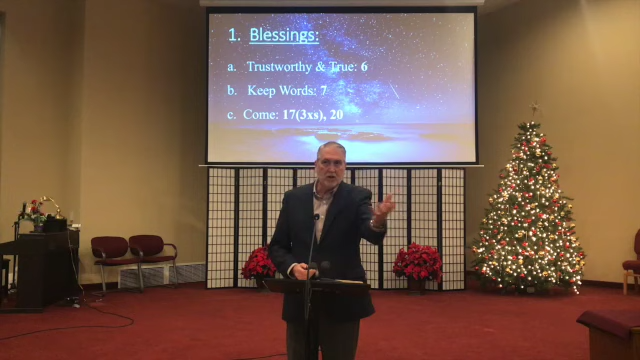 1. Blessings:
a. Trustworthy & True: 6
b. Keep Words: 7
c. Come: 17(3xs), 20